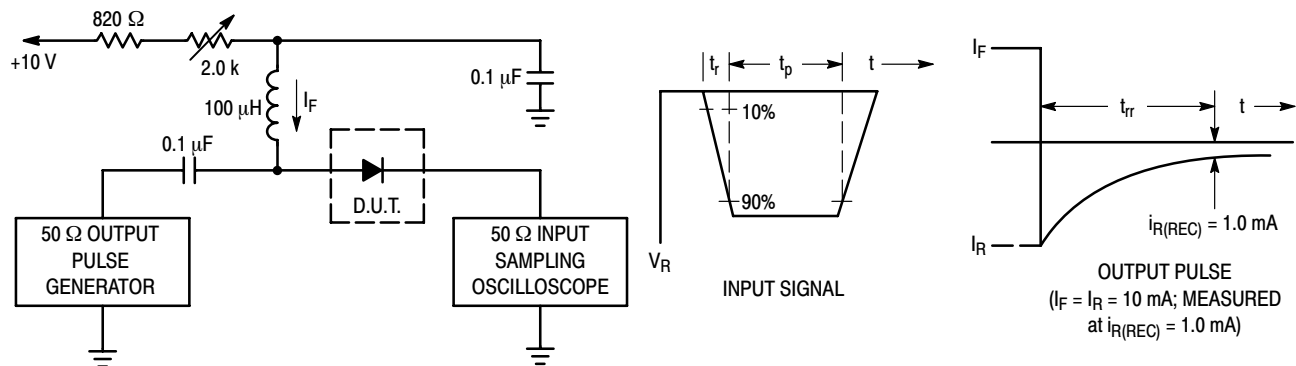 820 Ω
+10 V
2.0 k
100 μH
I_F
0.1 μF
0.1 μF
D.U.T.
50 Ω OUTPUT
PULSE
GENERATOR
50 Ω INPUT
SAMPLING
OSCILLOSCOPE
t_r
t_p
t
10%
90%
V_R
INPUT SIGNAL
I_F
t_rr
t
I_R
i_R(REC) = 1.0 mA
OUTPUT PULSE
(I_F = I_R = 10 mA; MEASURED
at i_R(REC) = 1.0 mA)